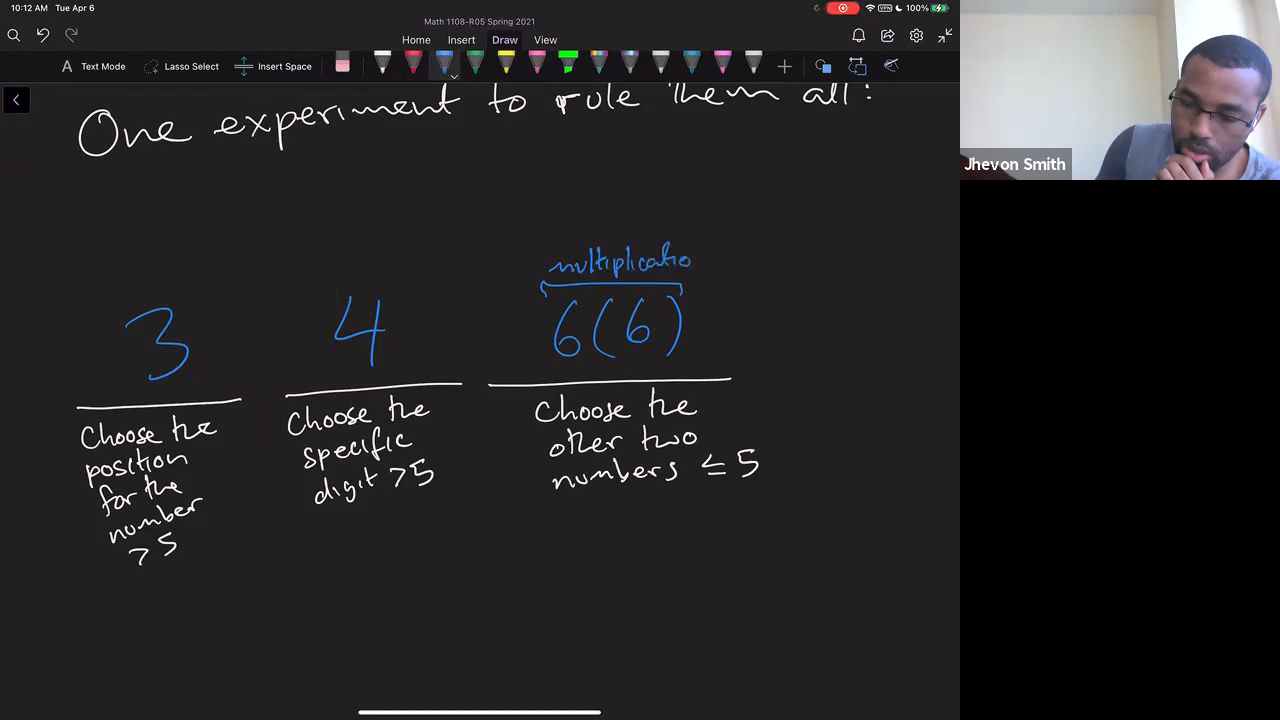 10:12 AM Tue Apr 6
VPN 100%
Math 1108-R05 Spring 2021
Home Insert Draw View
Text Mode Lasso Select Insert Space
One experiment to rule them all:
Jhevon Smith
multiplicatio
3 4 6(6)
Choose the
position
for the
number
>5
Choose the
specific
digit >5
Choose the
other two
numbers ≤ 5